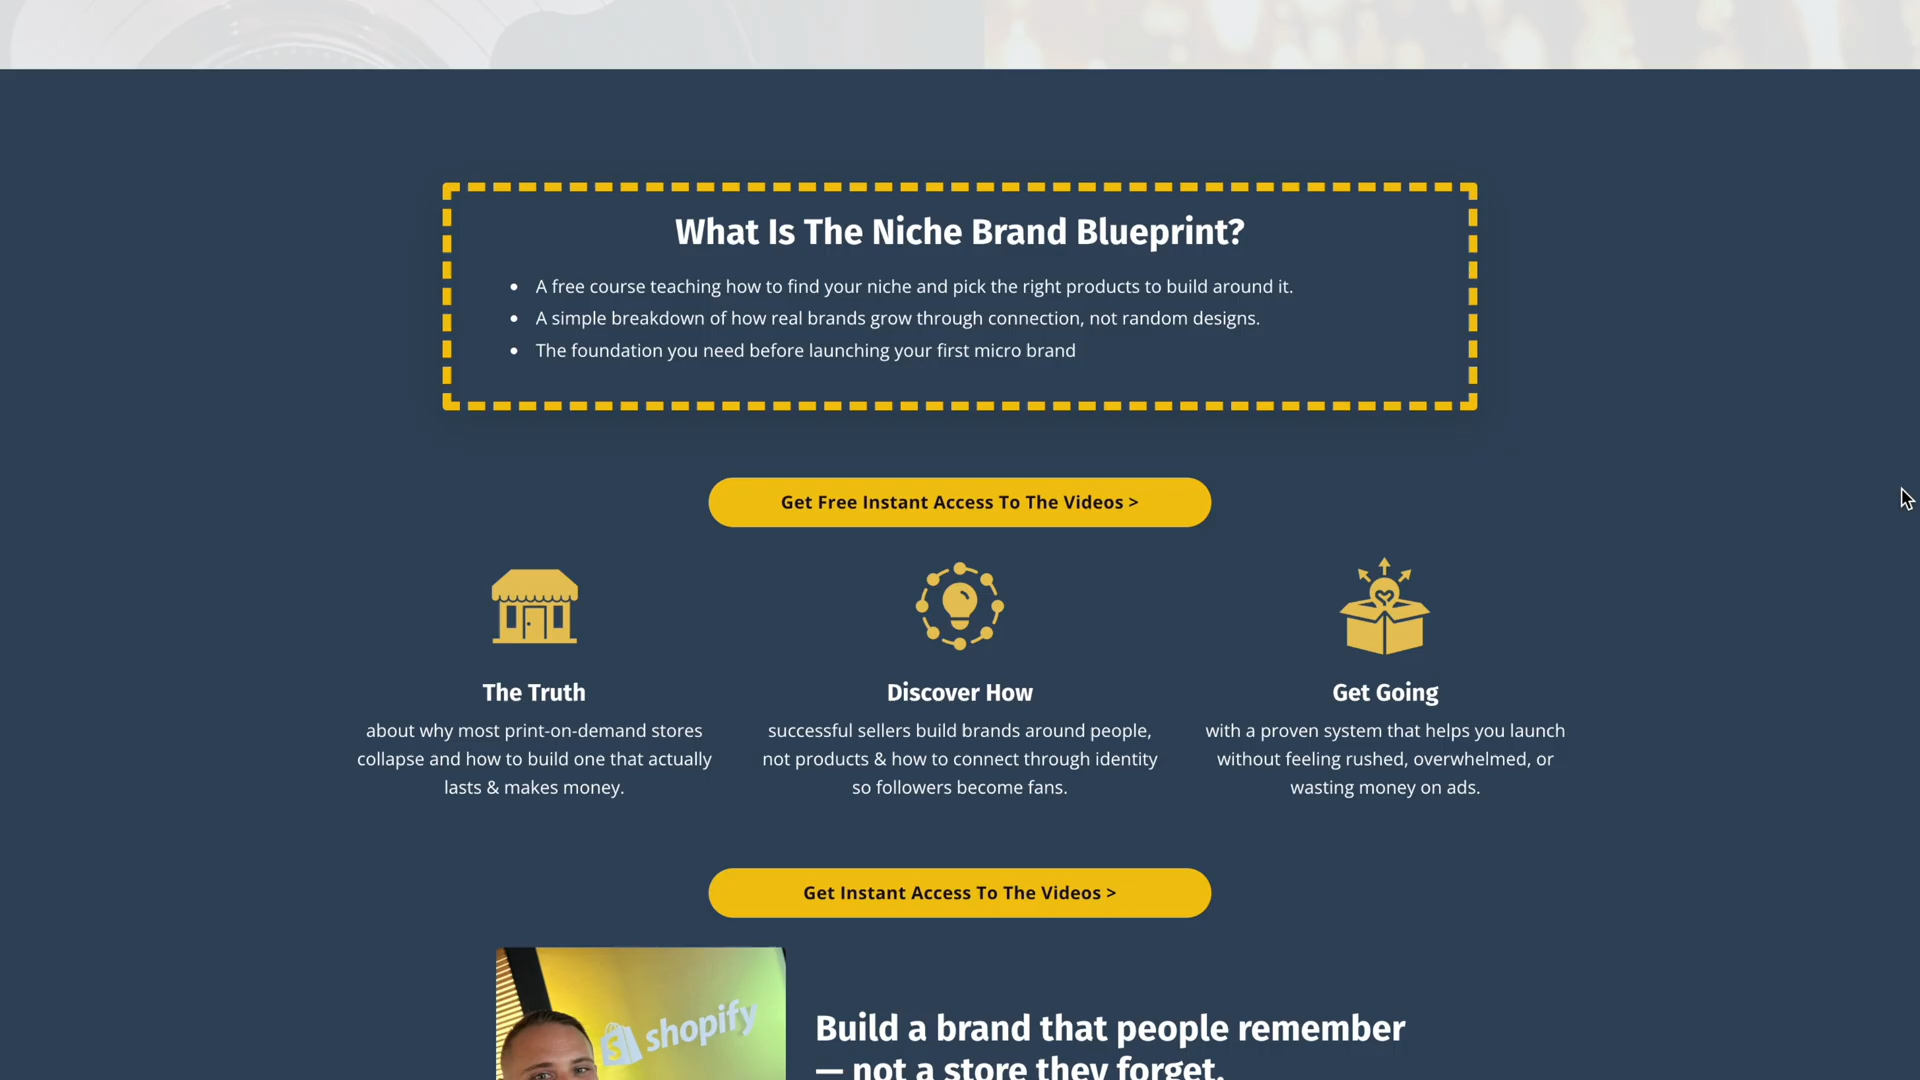 What Is The Niche Brand Blueprint?
A free course teaching how to find your niche and pick the right products to build around it.
A simple breakdown of how real brands grow through connection, not random designs.
The foundation you need before launching your first micro brand
Get Free Instant Access To The Videos >
The Truth
about why most print-on-demand stores
collapse and how to build one that actually
lasts & makes money.
Discover How
successful sellers build brands around people,
not products & how to connect through identity
so followers become fans.
Get Going
with a proven system that helps you launch
without feeling rushed, overwhelmed, or
wasting money on ads.
Get Instant Access To The Videos >
shopify
Build a brand that people remember
— not a store they forget.